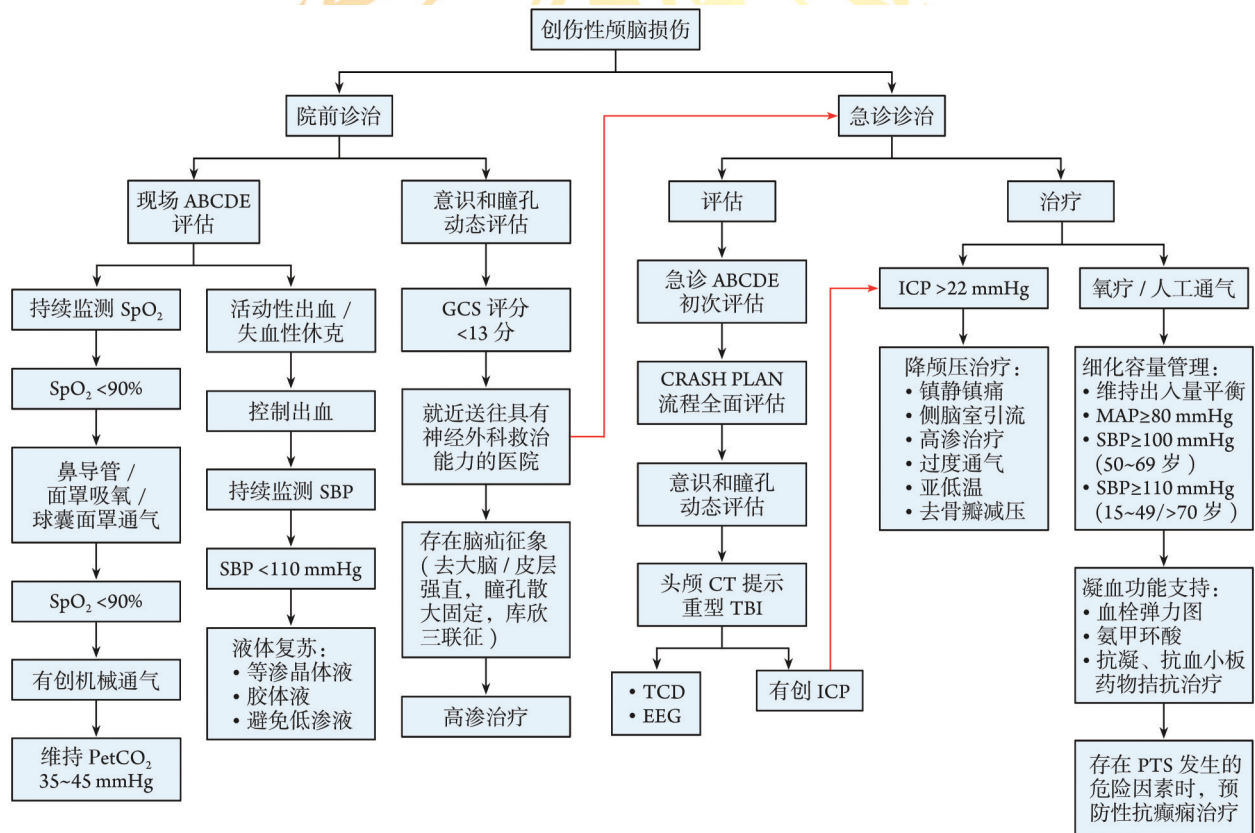 创伤性颅脑损伤
院前诊治
急诊诊治
现场 ABCDE
评估
意识和瞳孔
动态评估
评估
治疗
持续监测 SpO₂
活动性出血 /
失血性休克
GCS 评分
<13 分
急诊 ABCDE
初次评估
ICP >22 mmHg
氧疗 / 人工通气
SpO₂ <90%
控制出血
就近送往具有
神经外科救治
能力的医院
CRASH PLAN
流程全面评估
降颅压治疗：
• 镇静镇痛
• 侧脑室引流
• 高渗治疗
• 过度通气
• 亚低温
• 去骨瓣减压
细化容量管理：
• 维持出入量平衡
• MAP≥80 mmHg
• SBP≥100 mmHg
(50~69 岁 )
• SBP≥110 mmHg
(15~49/>70 岁 )
鼻导管 /
面罩吸氧 /
球囊面罩通气
持续监测 SBP
意识和瞳孔
动态评估
SpO₂ <90%
SBP <110 mmHg
存在脑疝征象
( 去大脑 / 皮层
强直，瞳孔散
大固定，库欣
三联征 )
头颅 CT 提示
重型 TBI
凝血功能支持：
• 血栓弹力图
• 氨甲环酸
• 抗凝、抗血小板
药物拮抗治疗
有创机械通气
液体复苏：
• 等渗晶体液
• 胶体液
• 避免低渗液
高渗治疗
• TCD
• EEG
有创 ICP
维持 PetCO₂
35~45 mmHg
存在 PTS 发生的
危险因素时，预
防性抗癫痫治疗